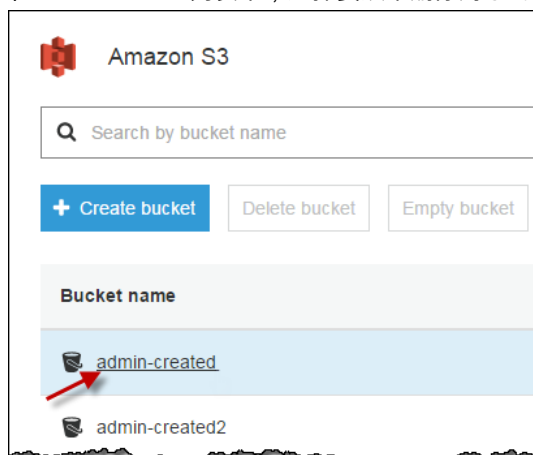 Amazon S3
Search by bucket name
Create bucket Delete bucket Empty bucket
Bucket name
admin-created
admin-created2